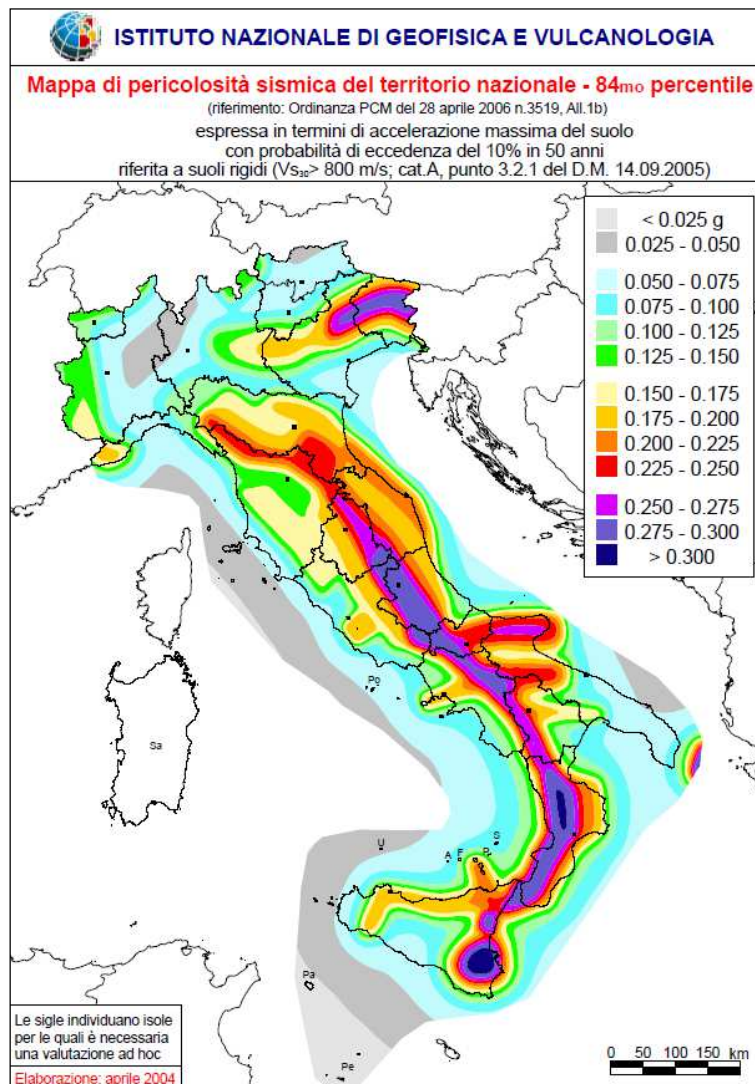 ISTITUTO NAZIONALE DI GEOFISICA E VULCANOLOGIA
Mappa di pericolosità sismica del territorio nazionale - 84mo percentile
(riferimento: Ordinanza PCM del 28 aprile 2006 n.3519, All.1b)
espressa in termini di accelerazione massima del suolo
con probabilità di eccedenza del 10% in 50 anni
riferita a suoli rigidi (Vs30> 800 m/s; cat.A, punto 3.2.1 del D.M. 14.09.2005)
< 0.025 g
0.025 - 0.050
0.050 - 0.075
0.075 - 0.100
0.100 - 0.125
0.125 - 0.150
0.150 - 0.175
0.175 - 0.200
0.200 - 0.225
0.225 - 0.250
0.250 - 0.275
0.275 - 0.300
> 0.300
Po
Sa
U
A
F
P
S
Pa
Pe
Le sigle individuano isole
per le quali è necessaria
una valutazione ad hoc
Elaborazione: aprile 2004
0 50 100 150 km